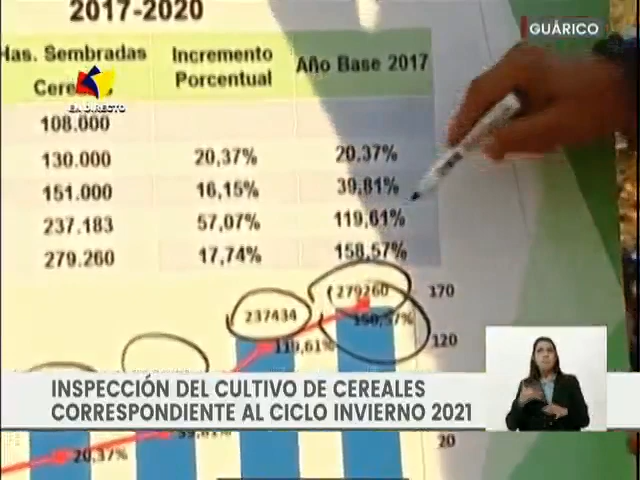 2017-2020
GUÁRICO
Has. Sembradas
Incremento
Porcentual
Año Base 2017
EN DIRECTO
108.000
130.000 20,37% 20.37%
151.000 16,15% 39,81%
237.183 57,07% 119,61%
279.260 17,74% 158,57%
279260 170
237434
119,61% 120
INSPECCIÓN DEL CULTIVO DE CEREALES
CORRESPONDIENTE AL CICLO INVIERNO 2021
20
20,37%